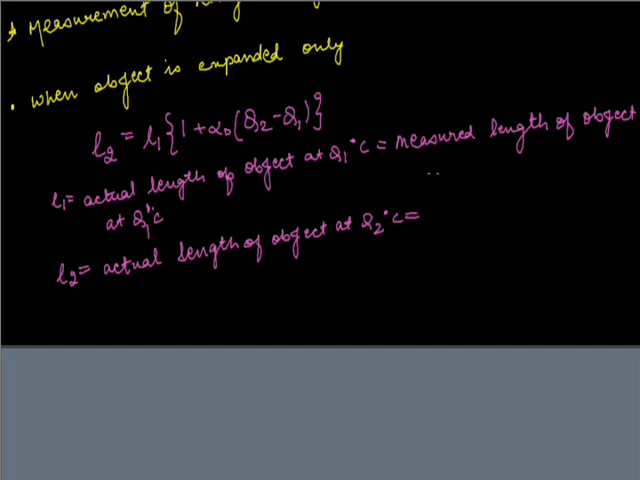 * Measurement of
• When object is expanded only
l₂ = l₁{1+α₀(θ₂-θ₁)}
l₁= actual length of object at θ₁°C = measured length of object
at θ₁°C
l₂= actual length of object at θ₂°C=